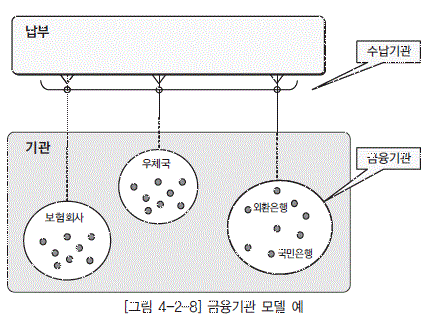 납부
수납기관
기관
금융기관
우체국
보험회사
외환은행
국민은행
[그림 4-2-8] 금융기관 모델 예